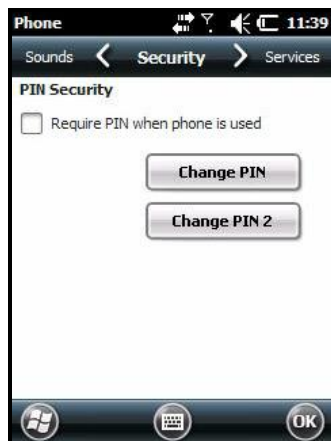 Phone 11:39
Sounds Security Services
PIN Security
Require PIN when phone is used
Change PIN
Change PIN 2
OK